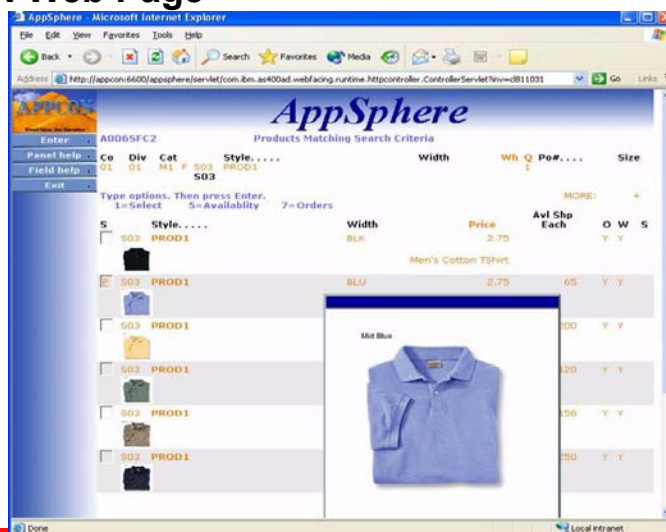 Web Page
AppSphere - Microsoft Internet Explorer
File Edit View Favorites Tools Help
Back Search Favorites Media
Address http://appcon:6600/appsphere/servlet/com.ibm.as400ad.webfacing.runtime.httpcontroller.ControllerServlet?inv=cl811031 Go Links
APPCON
AppSphere
Enter
Panel help
Field help
Exit
A0065FC2 Products Matching Search Criteria
Co Div Cat Style..... Width Wh Q Po#.... Size
01 01 M1 F S03 PROD1 1
S03
Type options. Then press Enter. MORE: +
1=Select 5=Availablity 7=Orders
Avl Shp
S Style..... Width Price Each O W S
S03 PROD1 BLK 2.75 Y Y
Men's Cotton TShirt
S03 PROD1 BLU 2.75 65 Y Y
Mid Blue
S03 PROD1 200 Y Y
S03 PROD1 120 Y Y
S03 PROD1 156 Y Y
S03 PROD1 250 Y Y
Done Local intranet